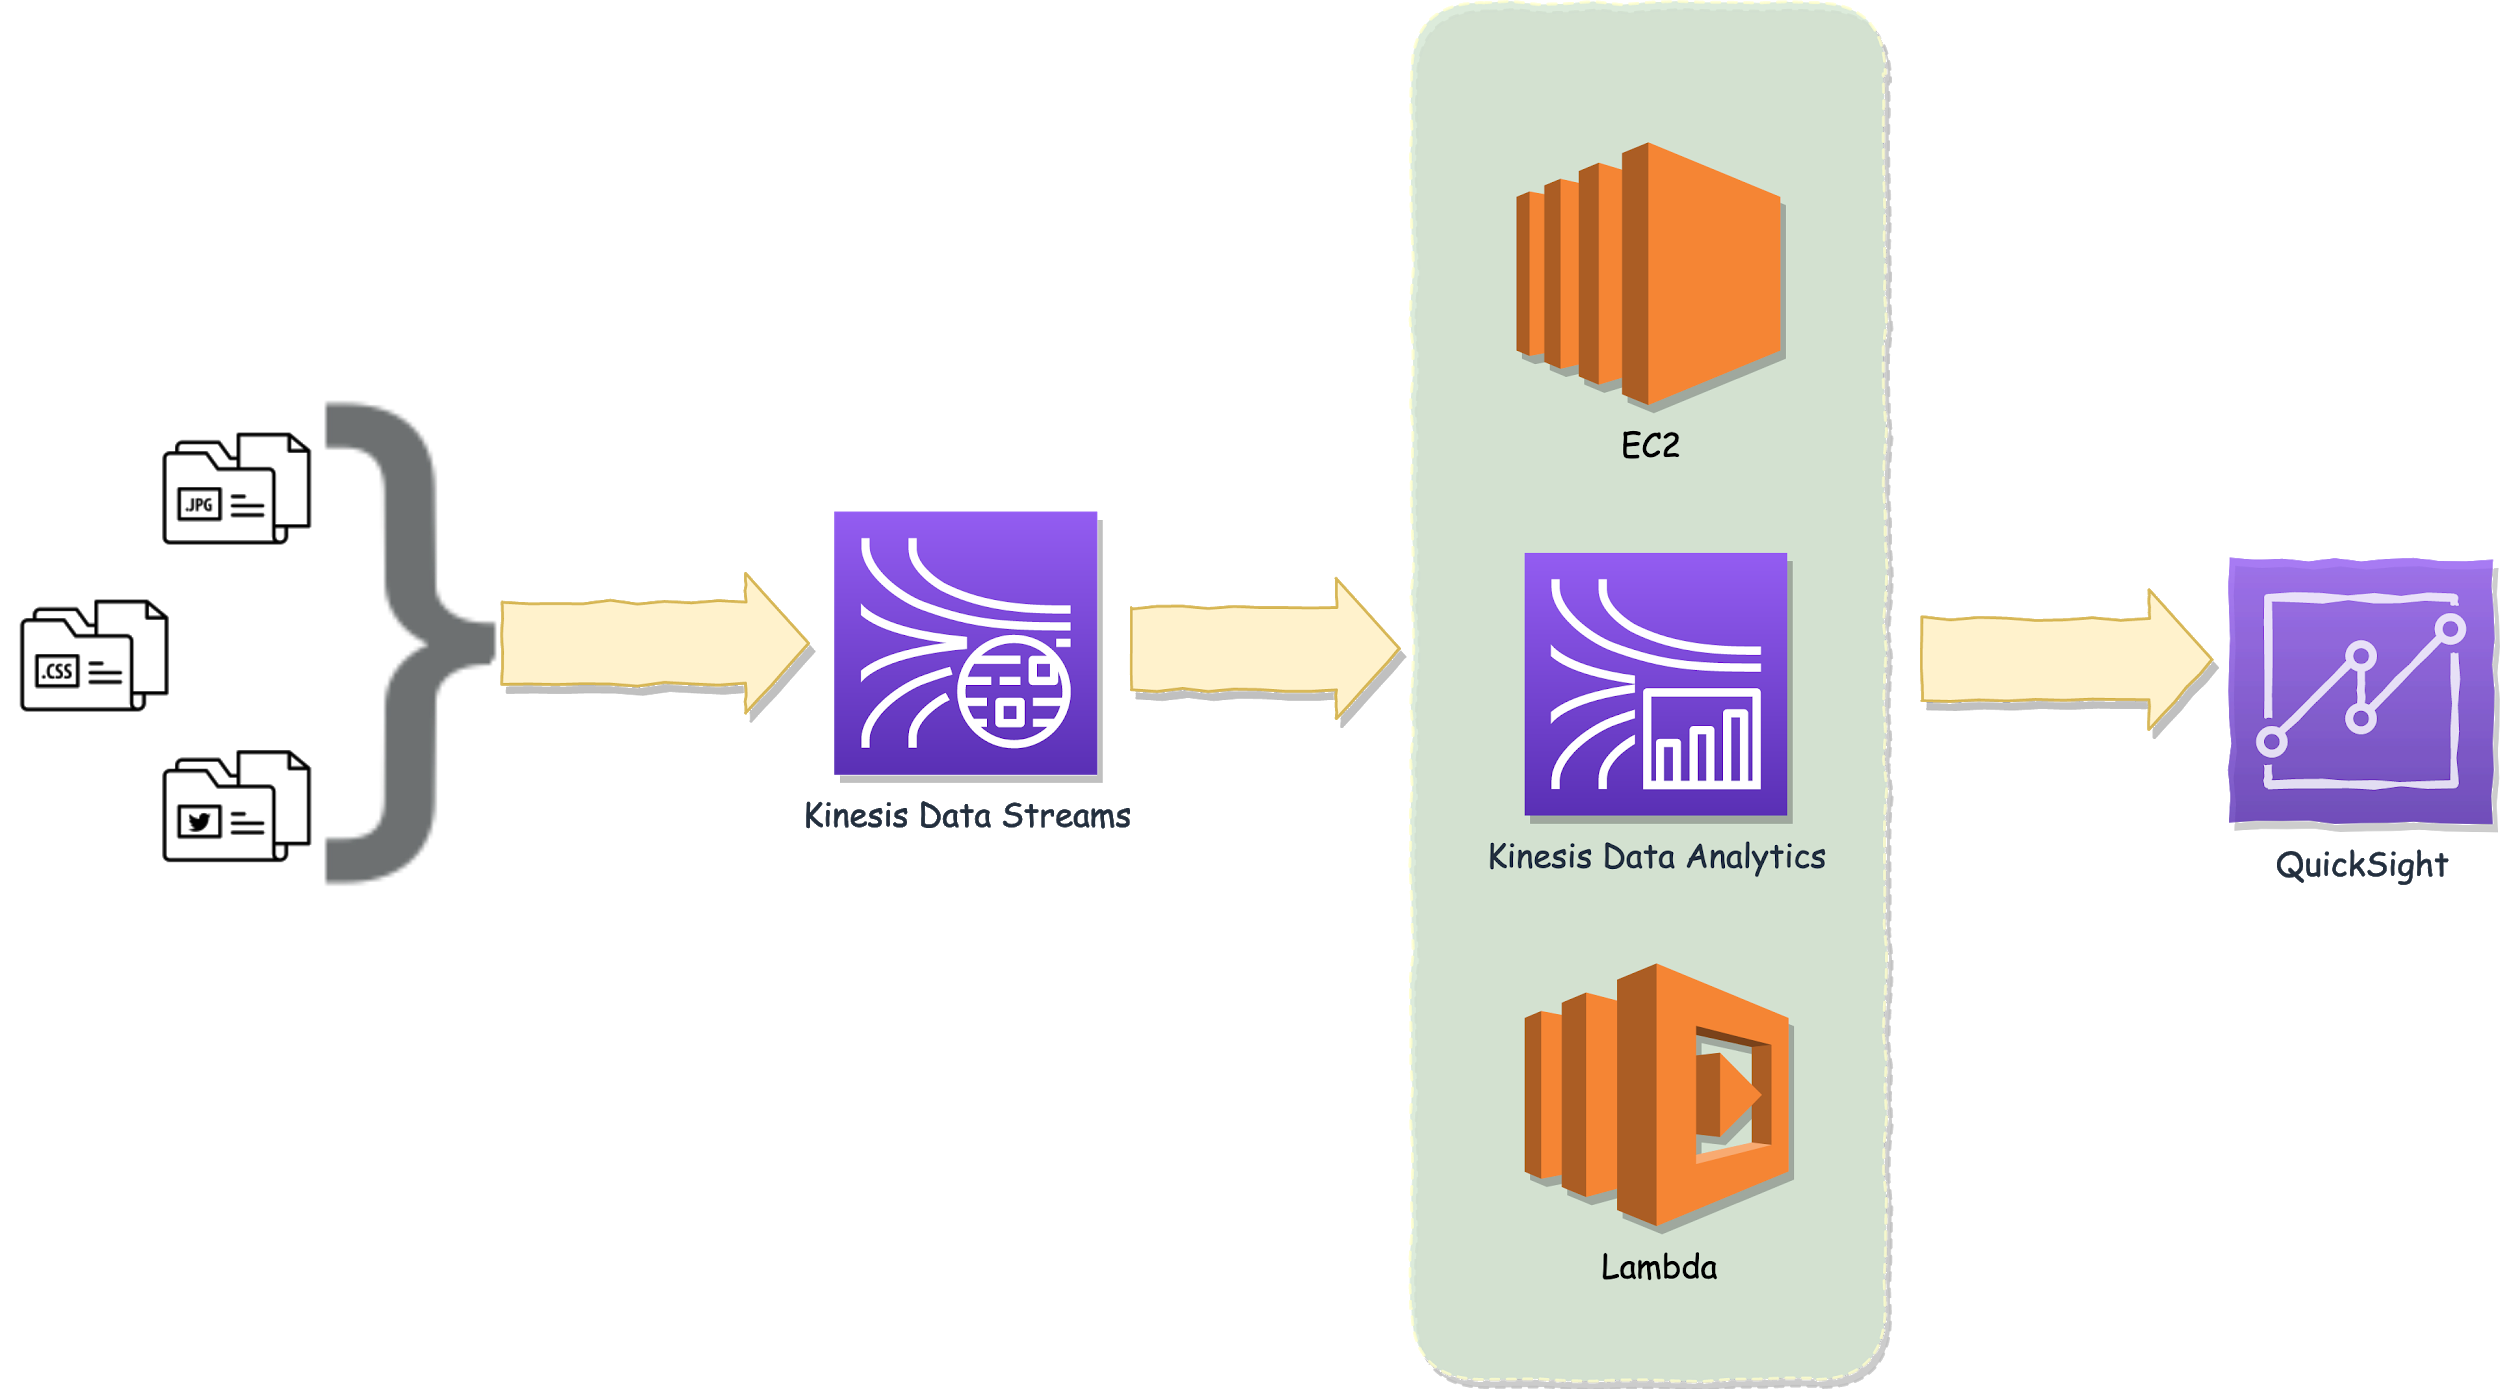 .JPG
.CSS
Kinesis Data Streams
EC2
Kinesis Data Analytics
Lambda
QuickSight